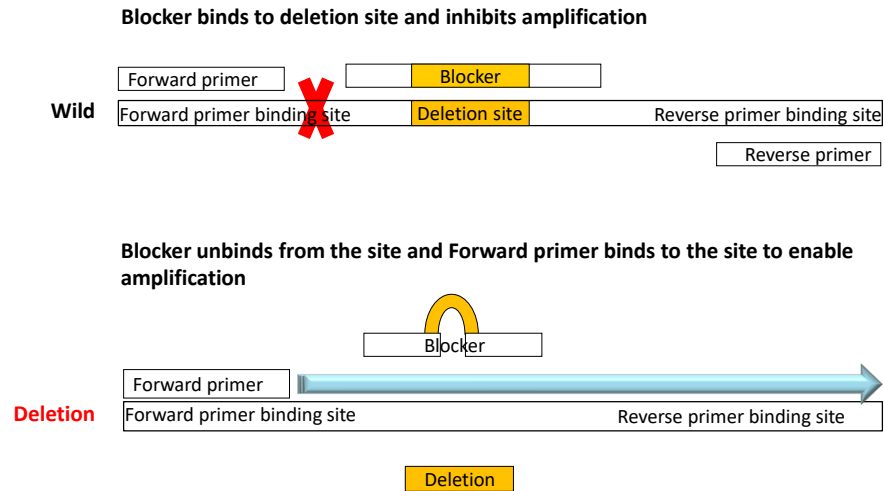 Blocker binds to deletion site and inhibits amplification
Forward primer
Blocker
Wild
Forward primer binding site
Deletion site
Reverse primer binding site
Reverse primer
Blocker unbinds from the site and Forward primer binds to the site to enable
amplification
Blocker
Forward primer
Deletion
Forward primer binding site
Reverse primer binding site
Deletion